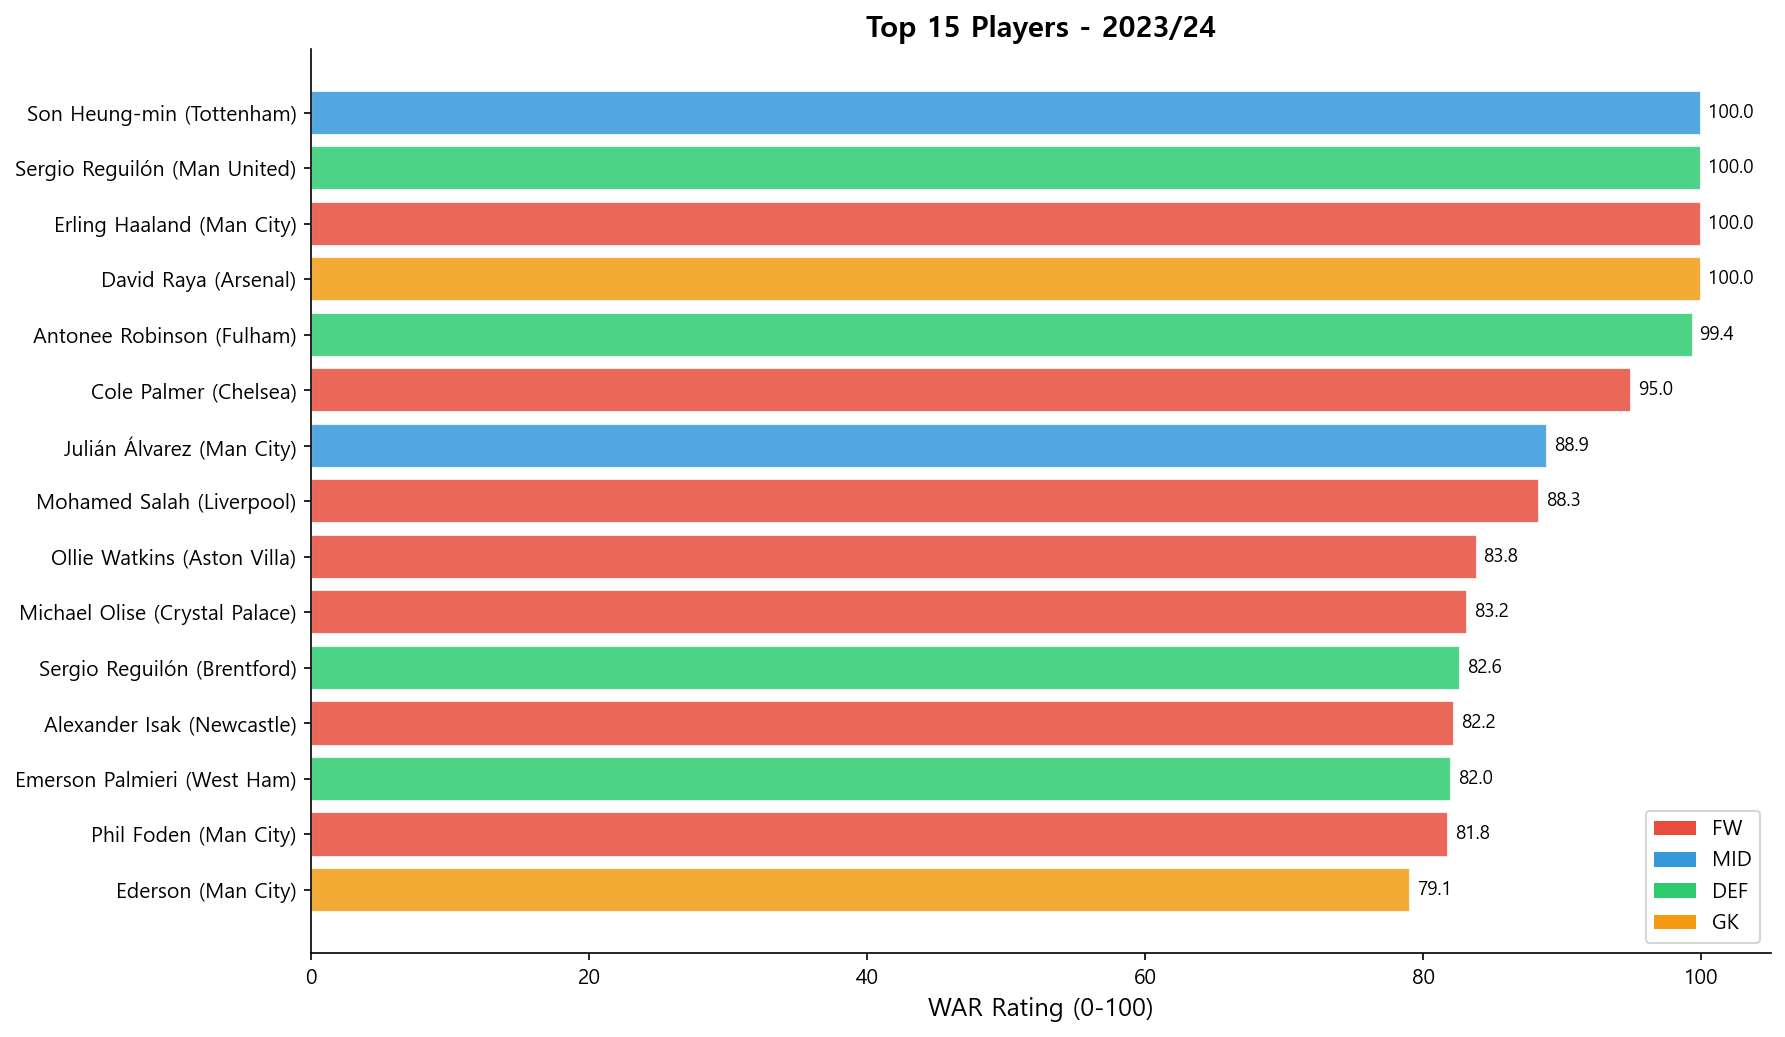 Top 15 Players - 2023/24
Son Heung-min (Tottenham) 100.0
Sergio Reguilón (Man United) 100.0
Erling Haaland (Man City) 100.0
David Raya (Arsenal) 100.0
Antonee Robinson (Fulham) 99.4
Cole Palmer (Chelsea) 95.0
Julián Álvarez (Man City) 88.9
Mohamed Salah (Liverpool) 88.3
Ollie Watkins (Aston Villa) 83.8
Michael Olise (Crystal Palace) 83.2
Sergio Reguilón (Brentford) 82.6
Alexander Isak (Newcastle) 82.2
Emerson Palmieri (West Ham) 82.0
Phil Foden (Man City) 81.8
Ederson (Man City) 79.1
FW
MID
DEF
GK
0 20 40 60 80 100
WAR Rating (0-100)